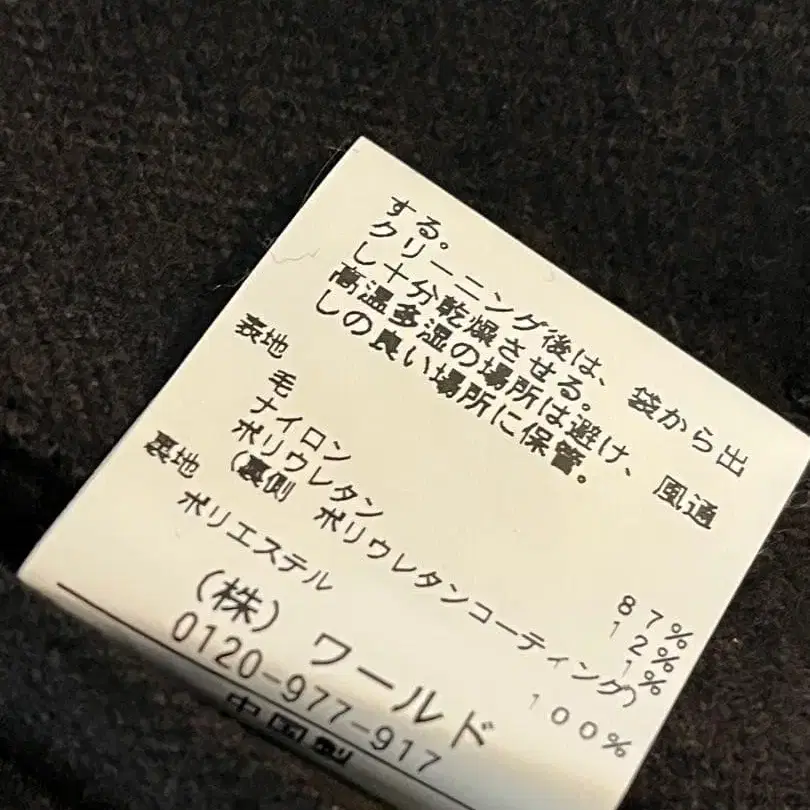 する。
クリーニング後は、袋から出
し十分乾燥させる。
高温多湿の場所は避け、風通
しの良い場所に保管。
表地
毛 87%
ナイロン 12%
ポリウレタン 1%
(裏側 ポリウレタンコーティング)
裏地
ポリエステル 100%
(株) ワールド
0120-977-917
中国製